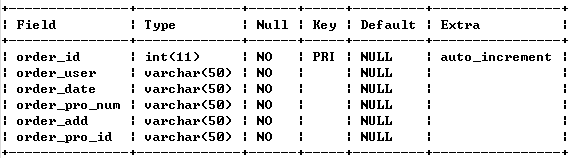 Field Type Null Key Default Extra
order_id int(11) NO PRI NULL auto_increment
order_user varchar(50) NO NULL
order_date varchar(50) NO NULL
order_pro_num varchar(50) NO NULL
order_add varchar(50) NO NULL
order_pro_id varchar(50) NO NULL